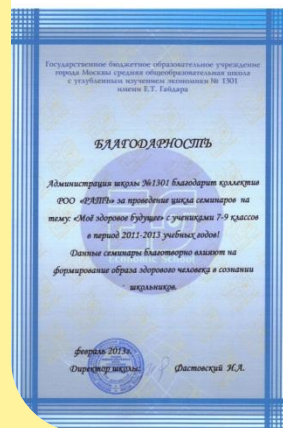 Государственное бюджетное образовательное учреждение
города Москвы средняя общеобразовательная школа
с углубленным изучением экономики № 1301
имени Е.Т. Гайдара
БЛАГОДАРНОСТЬ
Администрация школы №1301 благодарит коллектив
РОО «РАТЬ» за проведение цикла семинаров на
тему: «Моё здоровое будущее» с учениками 7-9 классов
в период 2011-2013 учебных годов!
Данные семинары благотворно влияют на
формирование образа здорового человека в сознании
школьников.
февраль 2013г.
Директор школы: Дастовский И.А.